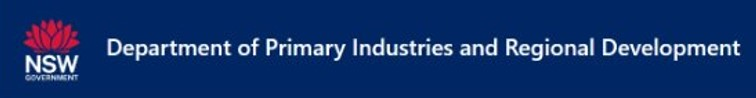 Department of Primary Industries and Regional Development
NSW
GOVERNMENT